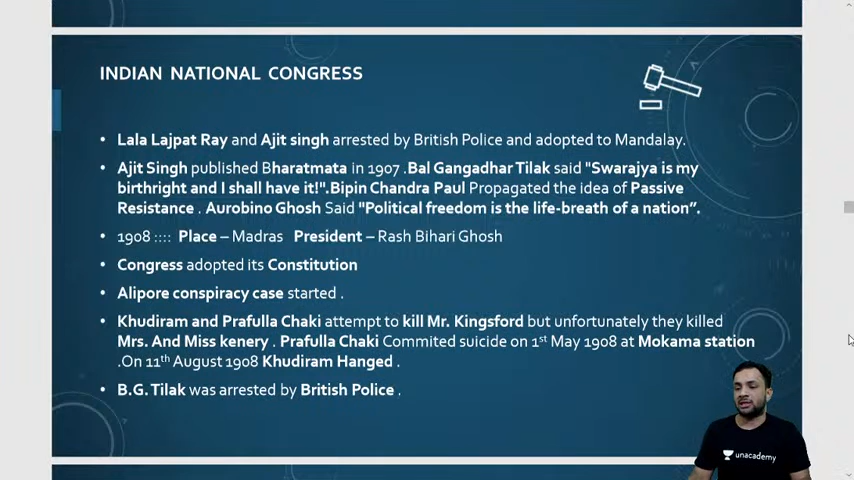 INDIAN NATIONAL CONGRESS
• Lala Lajpat Ray and Ajit singh arrested by British Police and adopted to Mandalay.
• Ajit Singh published Bharatmata in 1907 .Bal Gangadhar Tilak said "Swarajya is my
birthright and I shall have it!".Bipin Chandra Paul Propagated the idea of Passive
Resistance . Aurobino Ghosh Said "Political freedom is the life-breath of a nation”.
• 1908 :::: Place – Madras President – Rash Bihari Ghosh
• Congress adopted its Constitution
• Alipore conspiracy case started .
• Khudiram and Prafulla Chaki attempt to kill Mr. Kingsford but unfortunately they killed
Mrs. And Miss kenery . Prafulla Chaki Commited suicide on 1st May 1908 at Mokama station
.On 11th August 1908 Khudiram Hanged .
• B.G. Tilak was arrested by British Police .
unacademy